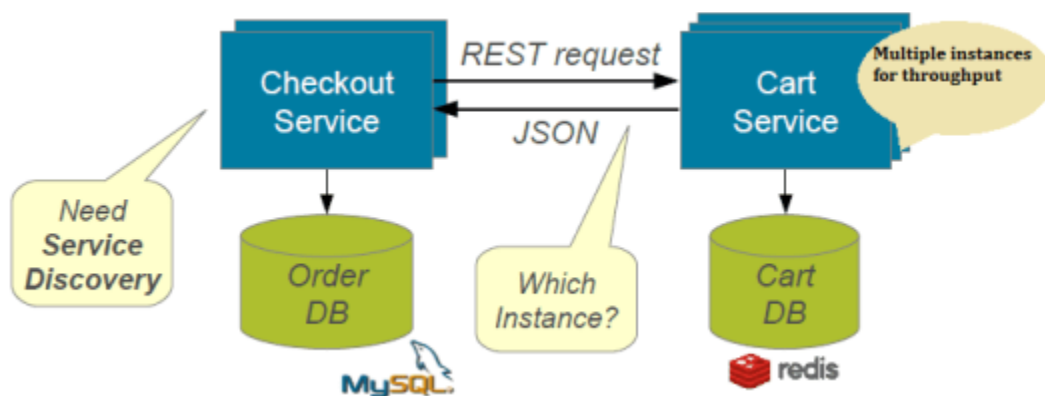 Checkout
Service
REST request
JSON
Cart
Service
Multiple instances
for throughput
Need
Service
Discovery
Order
DB
Which
Instance?
Cart
DB
MySQL
redis